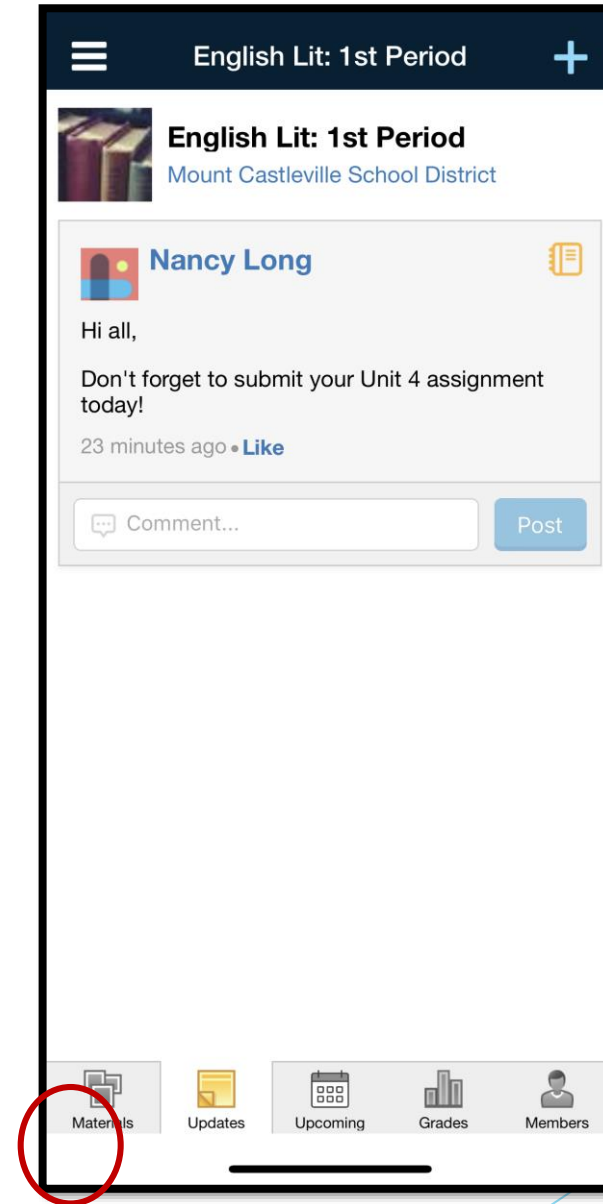 English Lit: 1st Period
English Lit: 1st Period
Mount Castleville School District
Nancy Long
Hi all,
Don't forget to submit your Unit 4 assignment
today!
23 minutes ago • Like
Comment...
Post
Materials
Updates
Upcoming
Grades
Members